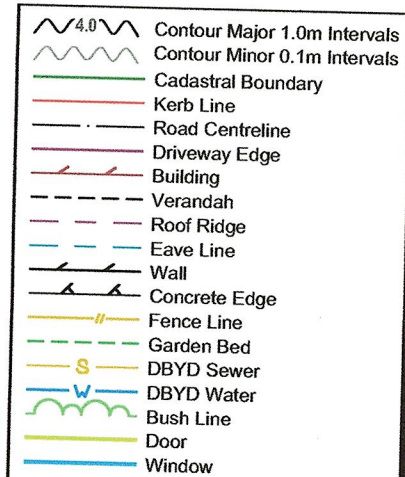 4.0 Contour Major 1.0m Intervals
Contour Minor 0.1m Intervals
Cadastral Boundary
Kerb Line
Road Centreline
Driveway Edge
Building
Verandah
Roof Ridge
Eave Line
Wall
Concrete Edge
Fence Line
Garden Bed
S DBYD Sewer
W DBYD Water
Bush Line
Door
Window